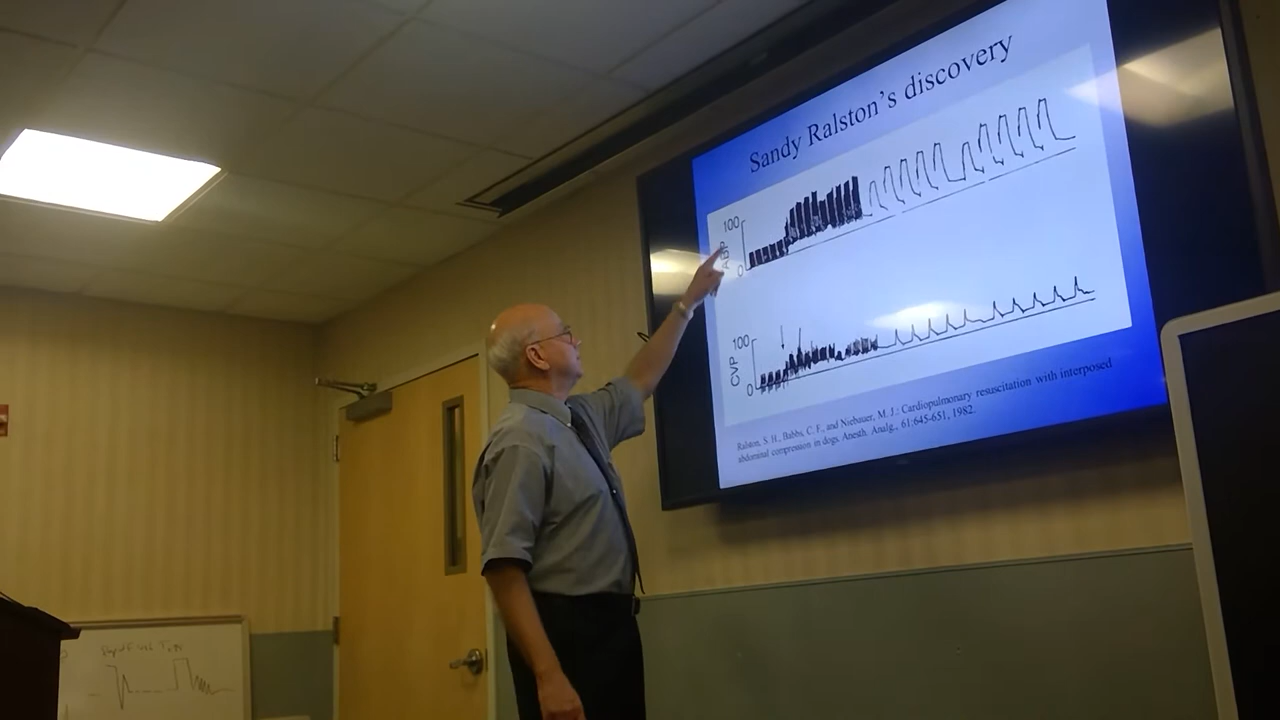 Sandy Ralston's discovery
100
ABP
0
100
CVP
0
Ralston, S. H., Babbs, C. F., and Niebauer, M. J.: Cardiopulmonary resuscitation with interposed
abdominal compression in dogs. Anesth. Analg., 61:645-651, 1982.